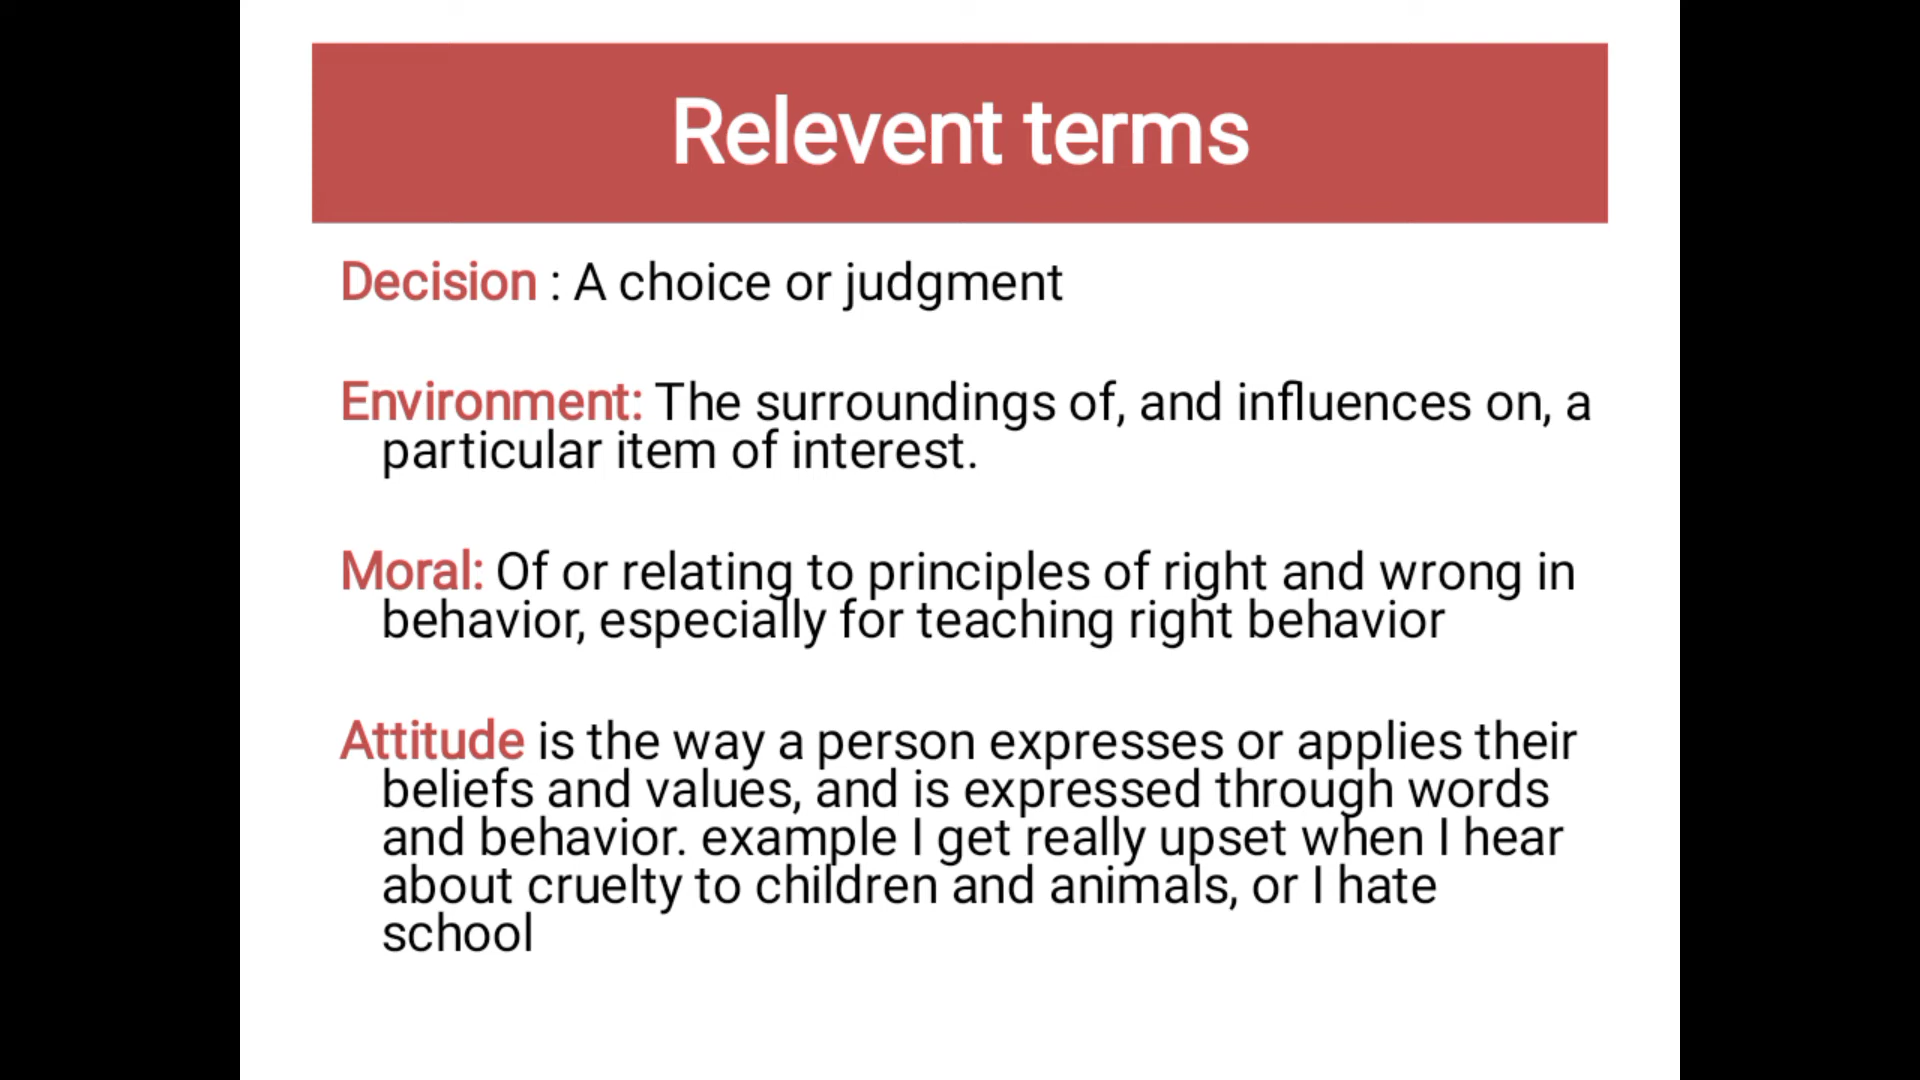 Relevent terms
Decision : A choice or judgment
Environment: The surroundings of, and influences on, a
particular item of interest.
Moral: Of or relating to principles of right and wrong in
behavior, especially for teaching right behavior
Attitude is the way a person expresses or applies their
beliefs and values, and is expressed through words
and behavior. example I get really upset when I hear
about cruelty to children and animals, or I hate
school